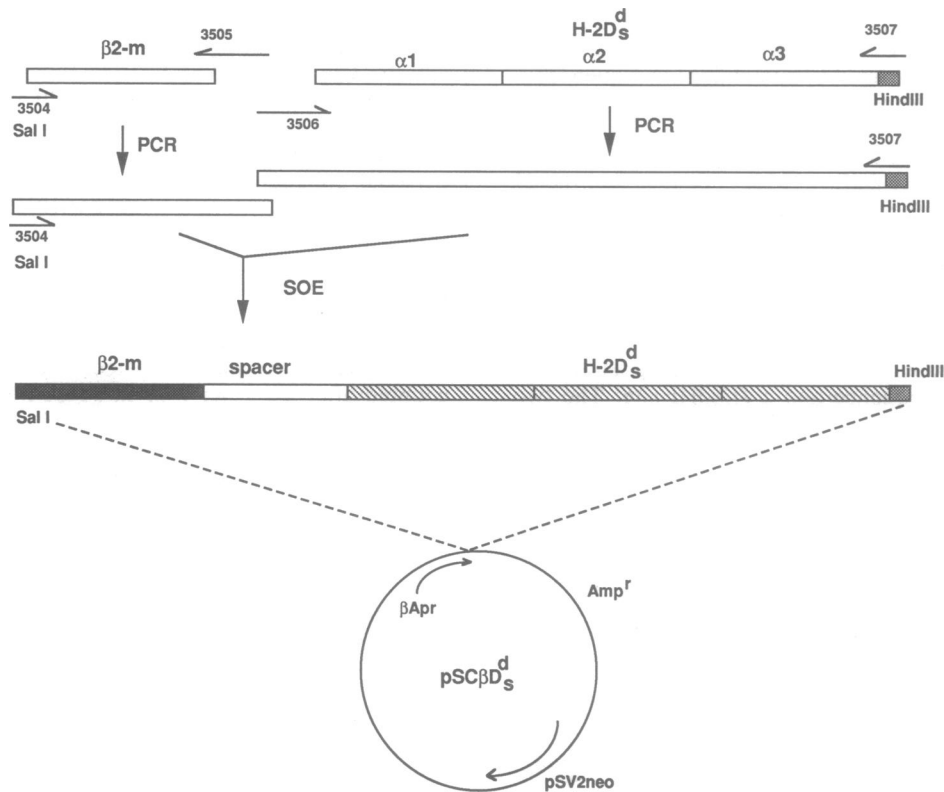 β2-m
3505
H-2D
d
s
3507
α1
α2
α3
3504
Sal I
3506
HindIII
PCR
PCR
3507
HindIII
3504
Sal I
SOE
β2-m
spacer
H-2D
d
s
HindIII
Sal I
βApr
Amp
r
pSCβD
d
s
pSV2neo